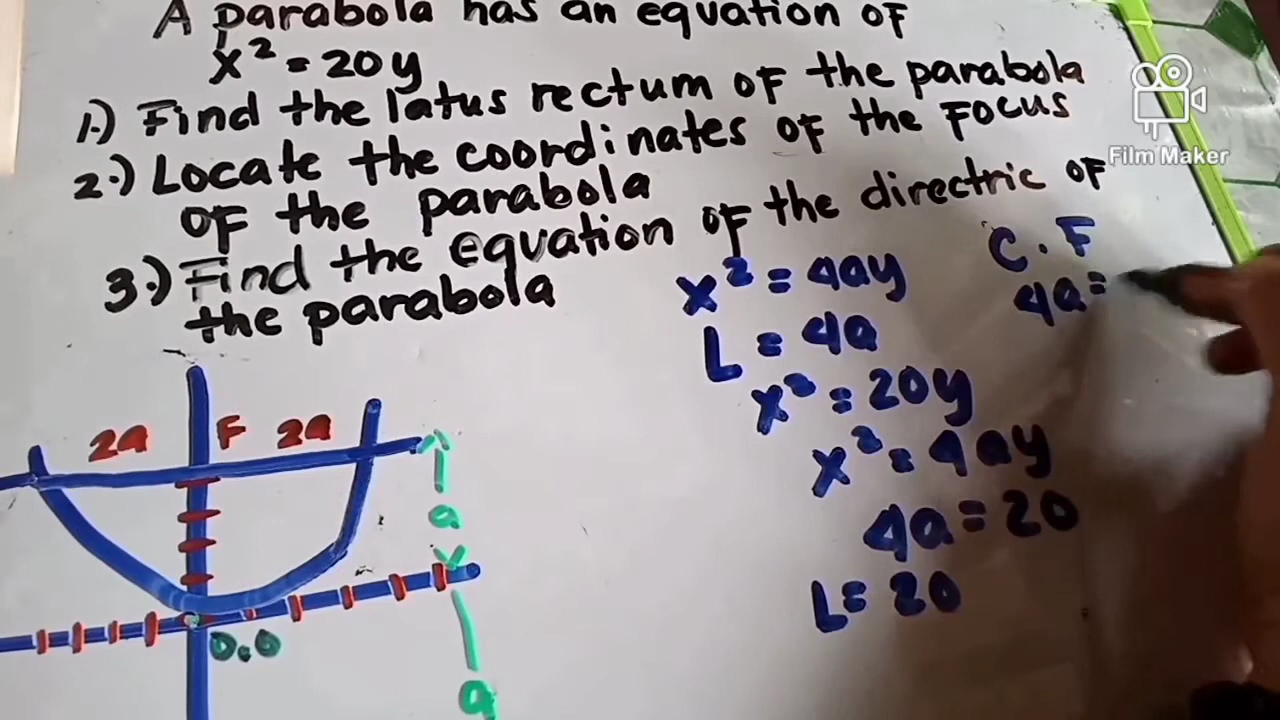 A parabola has an equation of
x² = 20y
1.) Find the latus rectum of the parabola
2.) Locate the coordinates of the Focus
of the parabola
3.) Find the equation of the directric of
the parabola
x² = 4ay
L = 4a
x² = 20y
x² = 4ay
4a = 20
L = 20
C. F
4a =
2a F 2a
a
0.0
a
Film Maker